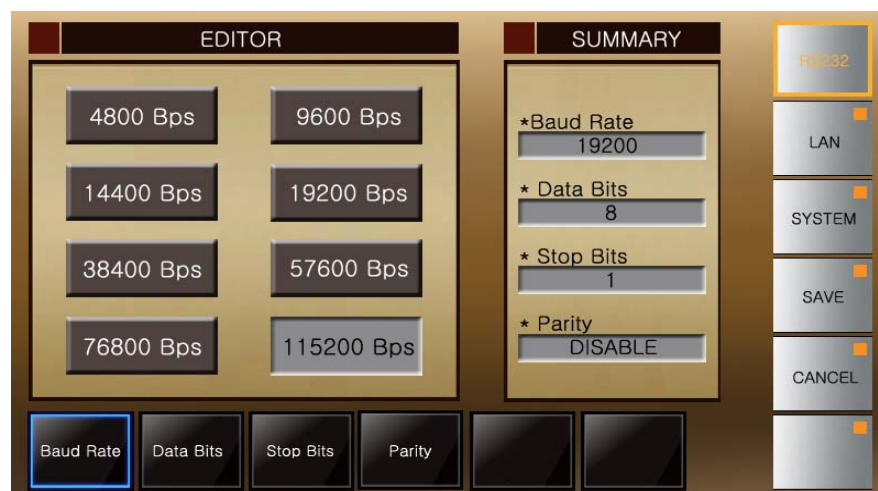 EDITOR
4800 Bps
9600 Bps
14400 Bps
19200 Bps
38400 Bps
57600 Bps
76800 Bps
115200 Bps
SUMMARY
*Baud Rate
19200
* Data Bits
8
* Stop Bits
1
* Parity
DISABLE
RS232
LAN
SYSTEM
SAVE
CANCEL
Baud Rate
Data Bits
Stop Bits
Parity